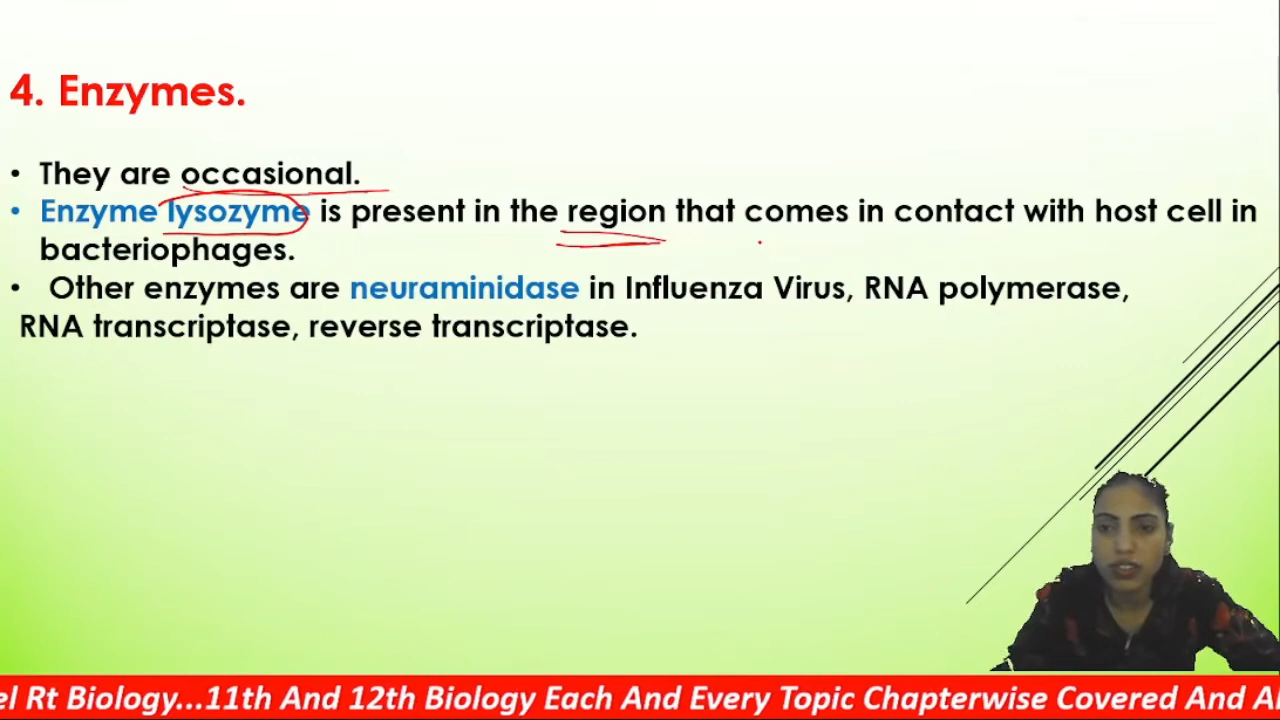 4. Enzymes.
• They are occasional.
• Enzyme lysozyme is present in the region that comes in contact with host cell in
bacteriophages.
• Other enzymes are neuraminidase in Influenza Virus, RNA polymerase,
RNA transcriptase, reverse transcriptase.
Rt Biology...11th And 12th Biology Each And Every Topic Chapterwise Covered And